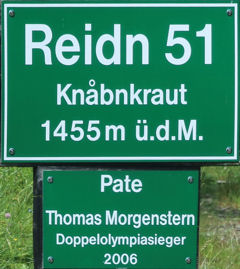 Reidn 51
Knåbnkraut
1455m ü.d.M.
Pate
Thomas Morgenstern
Doppelolympiasieger
2006